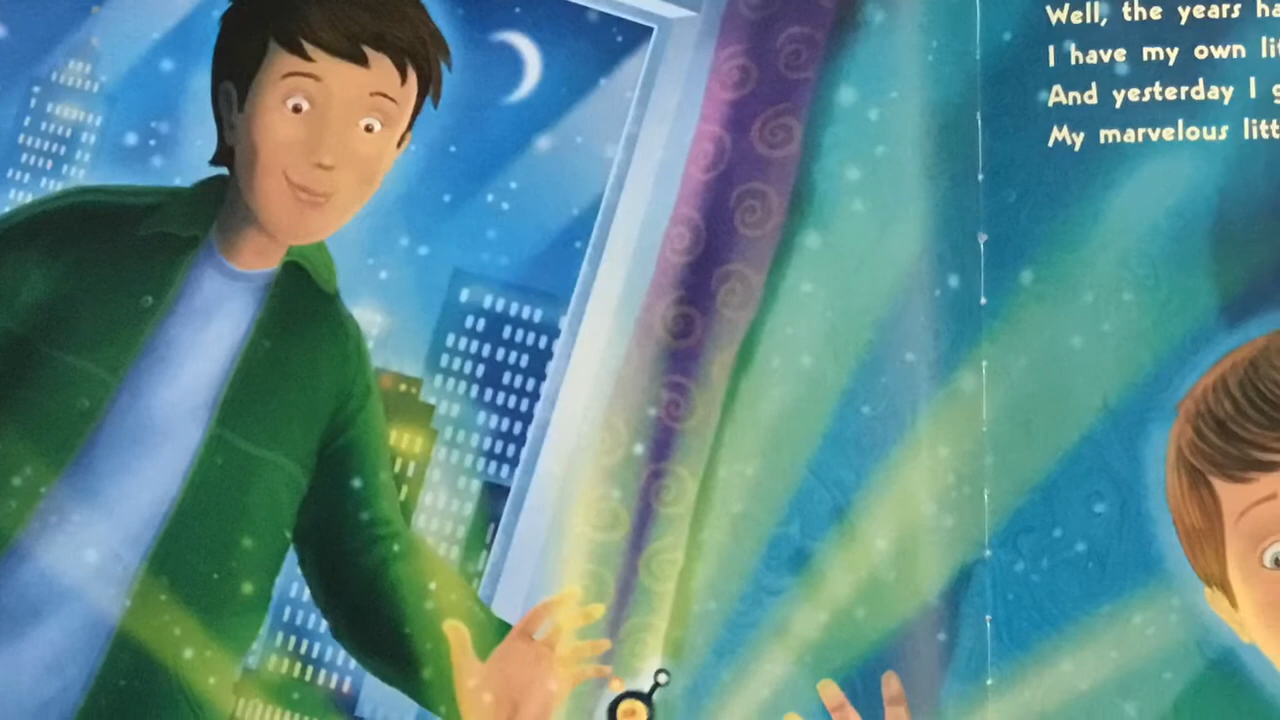 Well, the years
I have my own
And yesterday I
My marvelous